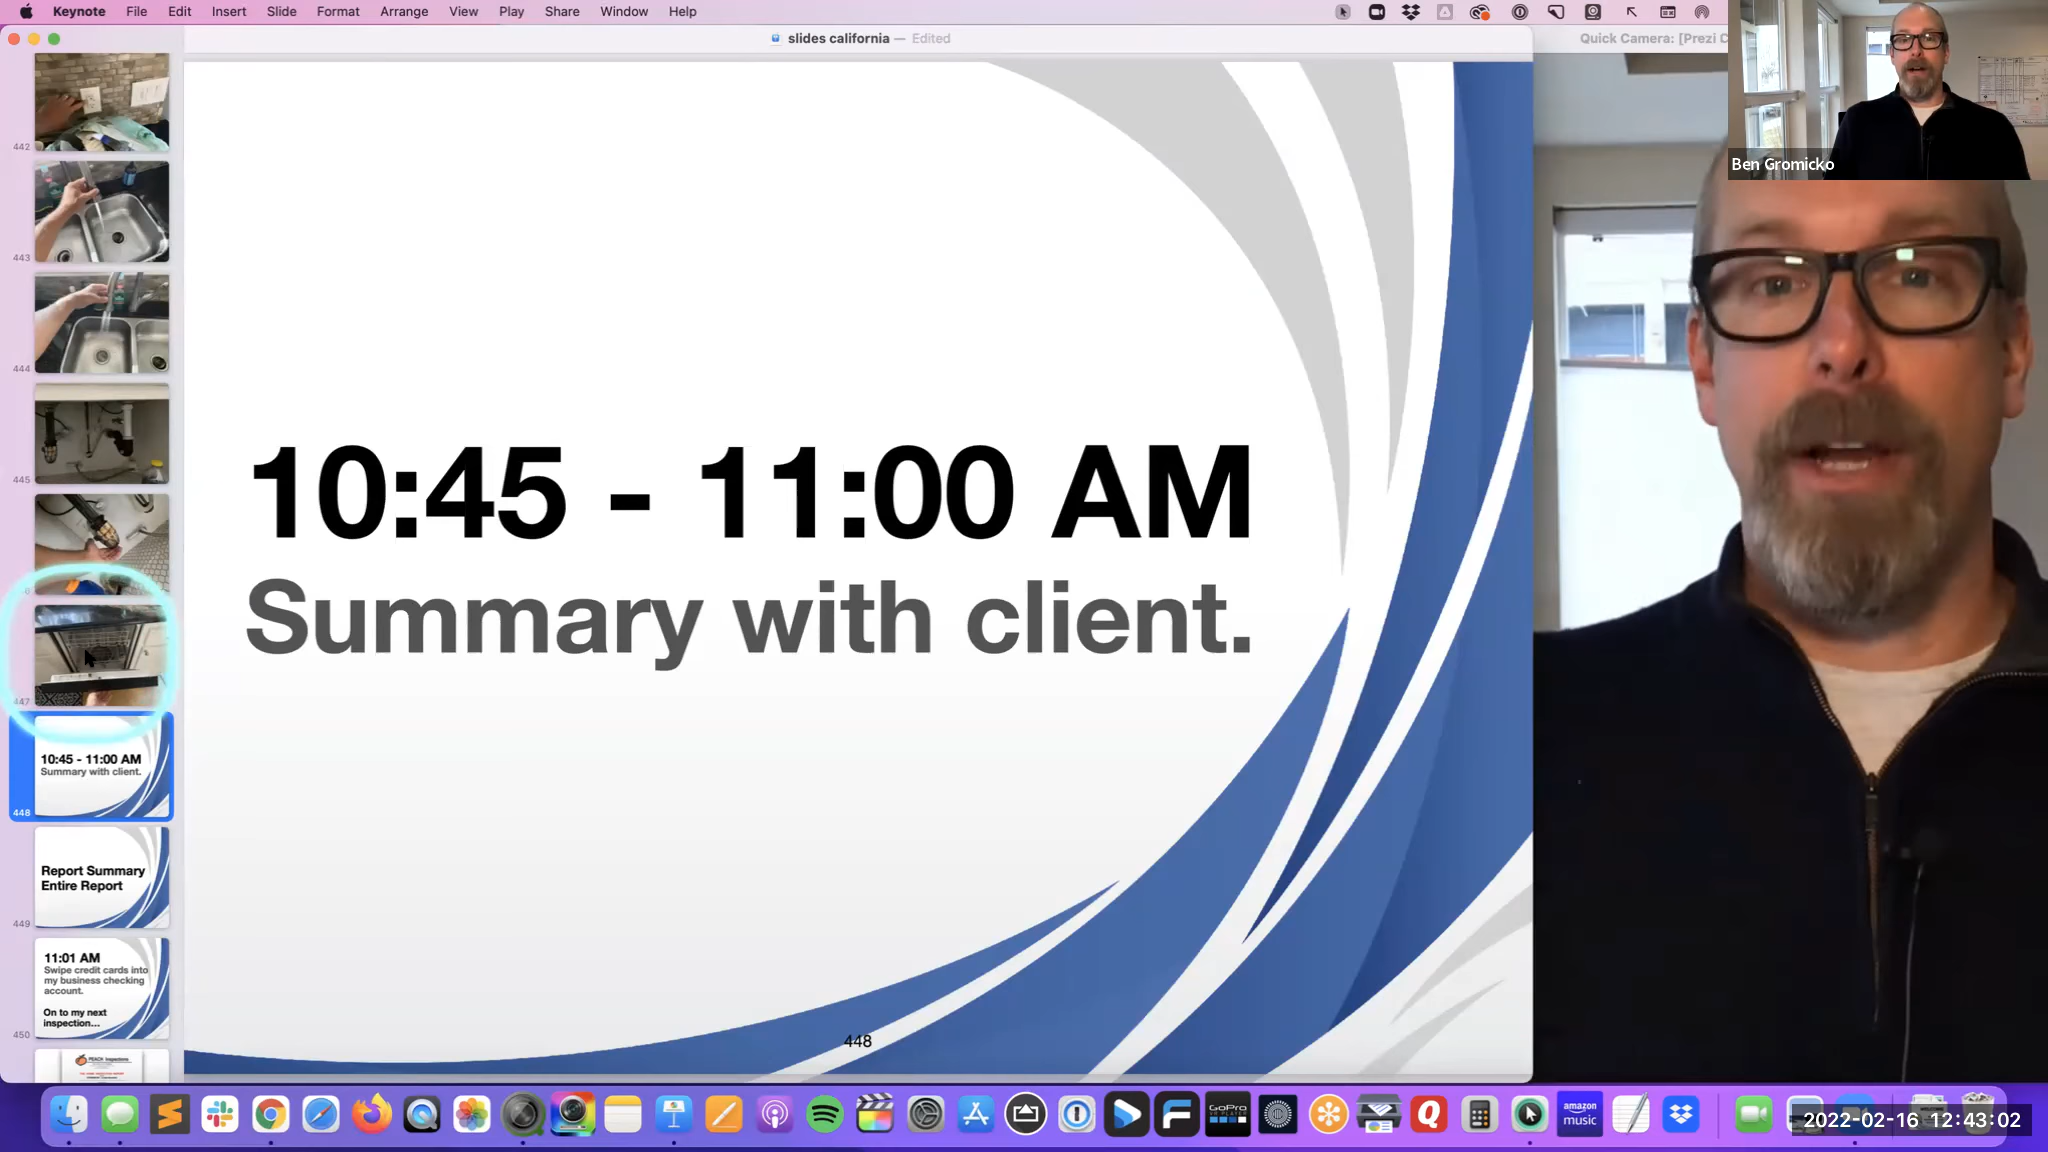 Keynote File Edit Insert Slide Format Arrange View Play Share Window Help
slides california — Edited
Quick Camera: [Prezi C
Ben Gromicko
442
443
444
445
447
10:45 - 11:00 AM
Summary with client.
448
Report Summary
Entire Report
449
11:01 AM
Swipe credit cards into
my business checking
account.
On to my next
inspection...
450
PEACH Inspections
10:45 - 11:00 AM
Summary with client.
448
GoPro
amazon
music
2022-02-16 12:43:02